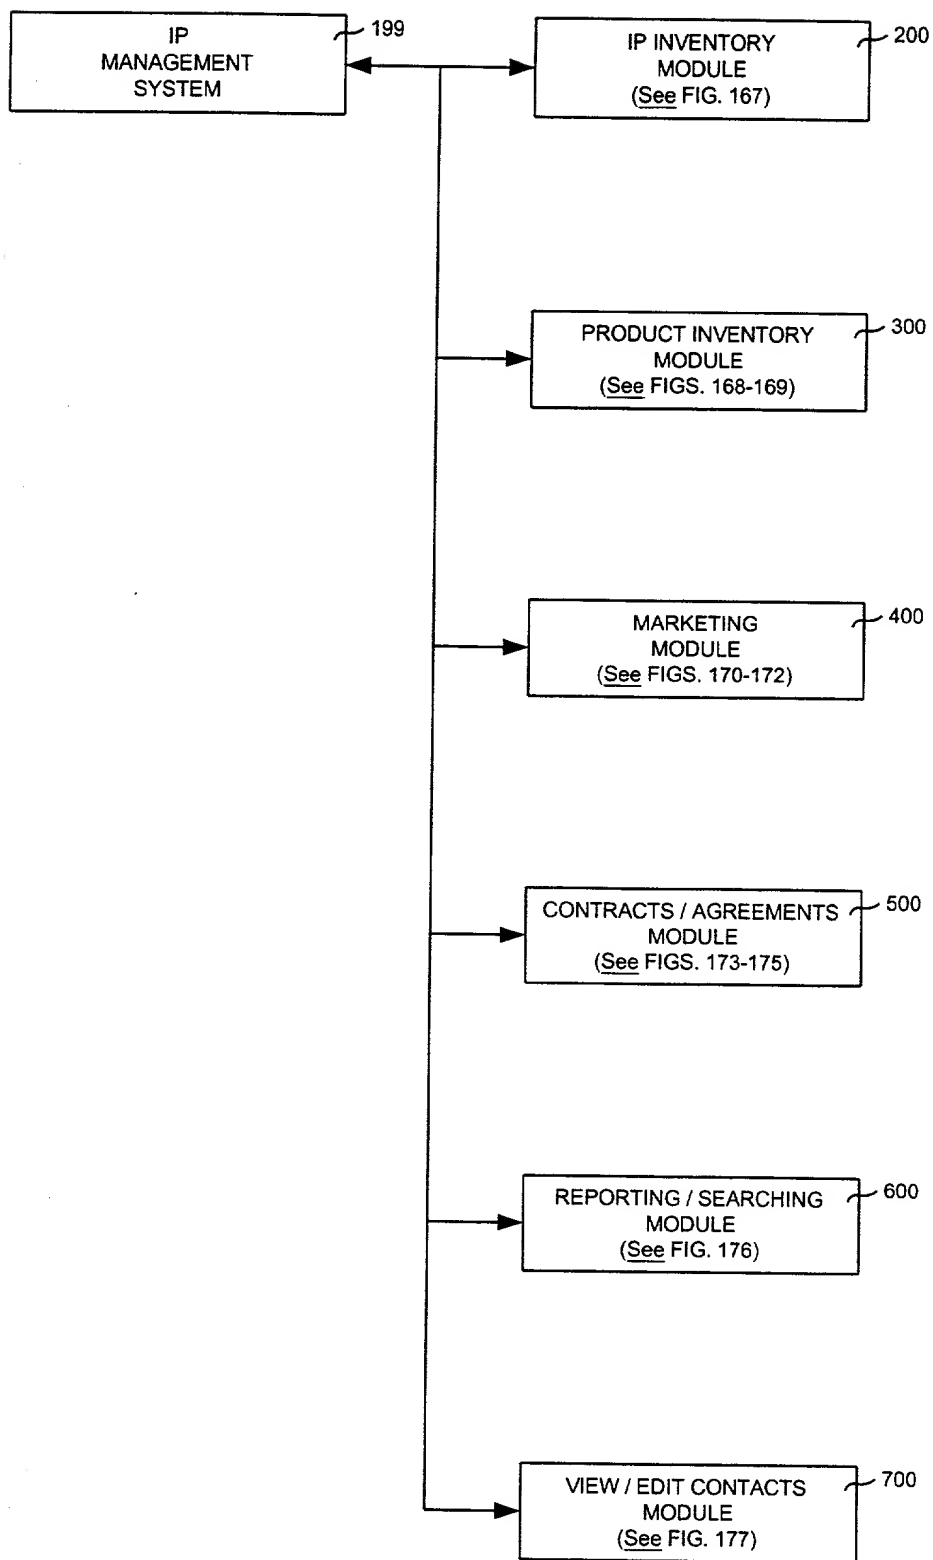 IP
MANAGEMENT
SYSTEM
199
IP INVENTORY
MODULE
(See FIG. 167)
200
PRODUCT INVENTORY
MODULE
(See FIGS. 168-169)
300
MARKETING
MODULE
(See FIGS. 170-172)
400
CONTRACTS / AGREEMENTS
MODULE
(See FIGS. 173-175)
500
REPORTING / SEARCHING
MODULE
(See FIG. 176)
600
VIEW / EDIT CONTACTS
MODULE
(See FIG. 177)
700